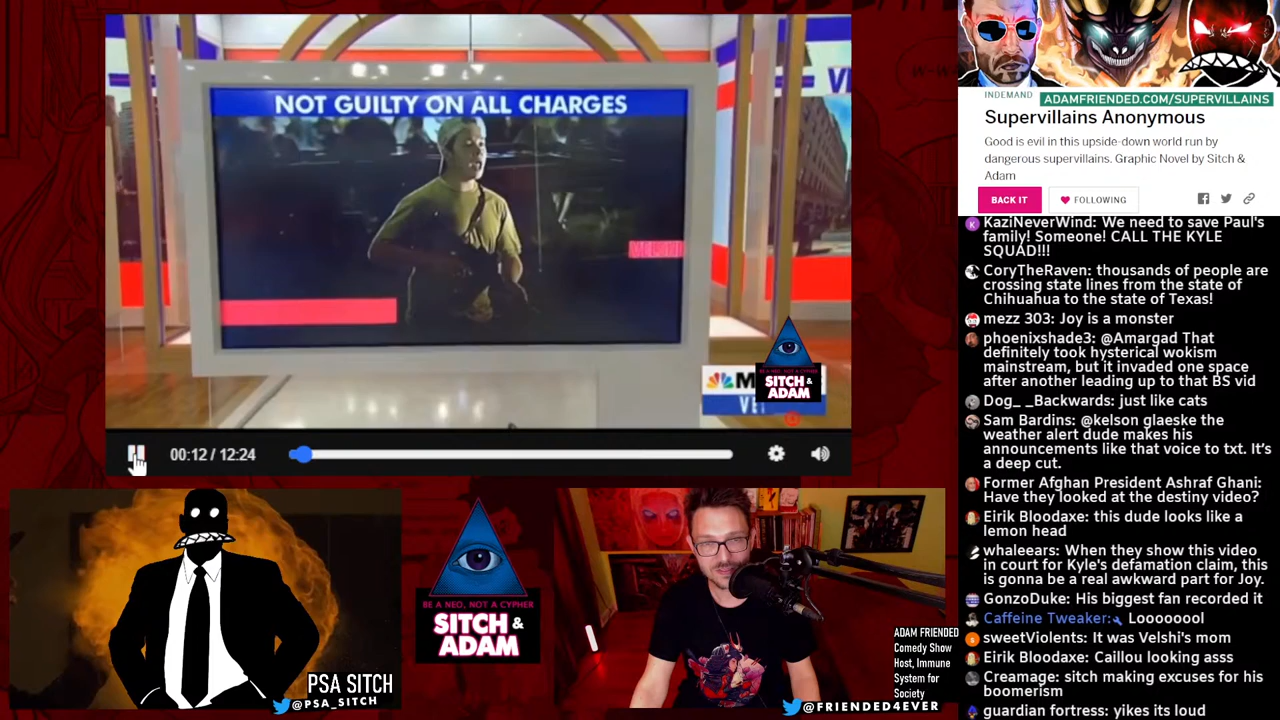 NOT GUILTY ON ALL CHARGES
BE A NEO, NOT A CYPHER
SITCH &
ADAM
00:12 / 12:24
PSA SITCH
@PSA_SITCH
BE A NEO, NOT A CYPHER
SITCH &
ADAM
ADAM FRIENDED
Comedy Show
Host, Immune
System for
Society
@FRIENDED4EVER
INDEMAND
ADAMFRIENDED.COM/SUPERVILLAINS
Supervillains Anonymous
Good is evil in this upside-down world run by
dangerous supervillains. Graphic Novel by Sitch &
Adam
BACK IT
FOLLOWING
KaziNeverWind: We need to save Paul's
family! Someone! CALL THE KYLE
SQUAD!!!
CoryTheRaven: thousands of people are
crossing state lines from the state of
Chihuahua to the state of Texas!
mezz 303: Joy is a monster
phoenixshade3: @Amargad That
definitely took hysterical wokism
mainstream, but it invaded one space
after another leading up to that BS vid
Dog_ _Backwards: just like cats
Sam Bardins: @kelson glaeske the
weather alert dude makes his
announcements like that voice to txt. It's
a deep cut.
Former Afghan President Ashraf Ghani:
Have they looked at the destiny video?
Eirik Bloodaxe: this dude looks like a
lemon head
whaleears: When they show this video
in court for Kyle's defamation claim, this
is gonna be a real awkward part for Joy.
GonzoDuke: His biggest fan recorded it
Caffeine Tweaker: Loooooool
sweetViolents: It was Velshi's mom
Eirik Bloodaxe: Caillou looking asss
Creamage: sitch making excuses for his
boomerism
guardian fortress: yikes its loud